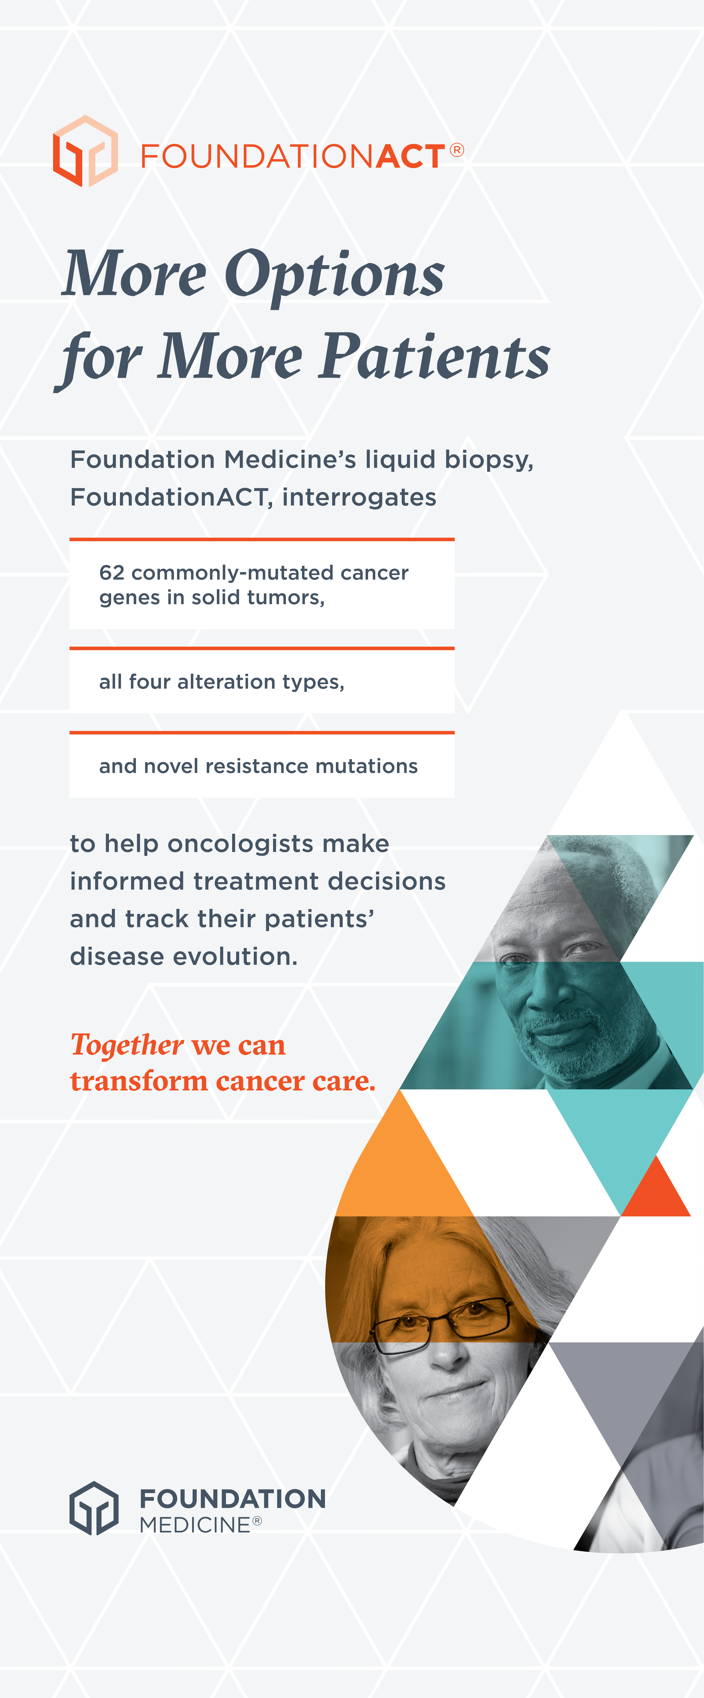 FOUNDATIONACT®
More Options
for More Patients
Foundation Medicine’s liquid biopsy,
FoundationACT, interrogates
62 commonly-mutated cancer
genes in solid tumors,
all four alteration types,
and novel resistance mutations
to help oncologists make
informed treatment decisions
and track their patients’
disease evolution.
Together we can
transform cancer care.
FOUNDATION
MEDICINE®